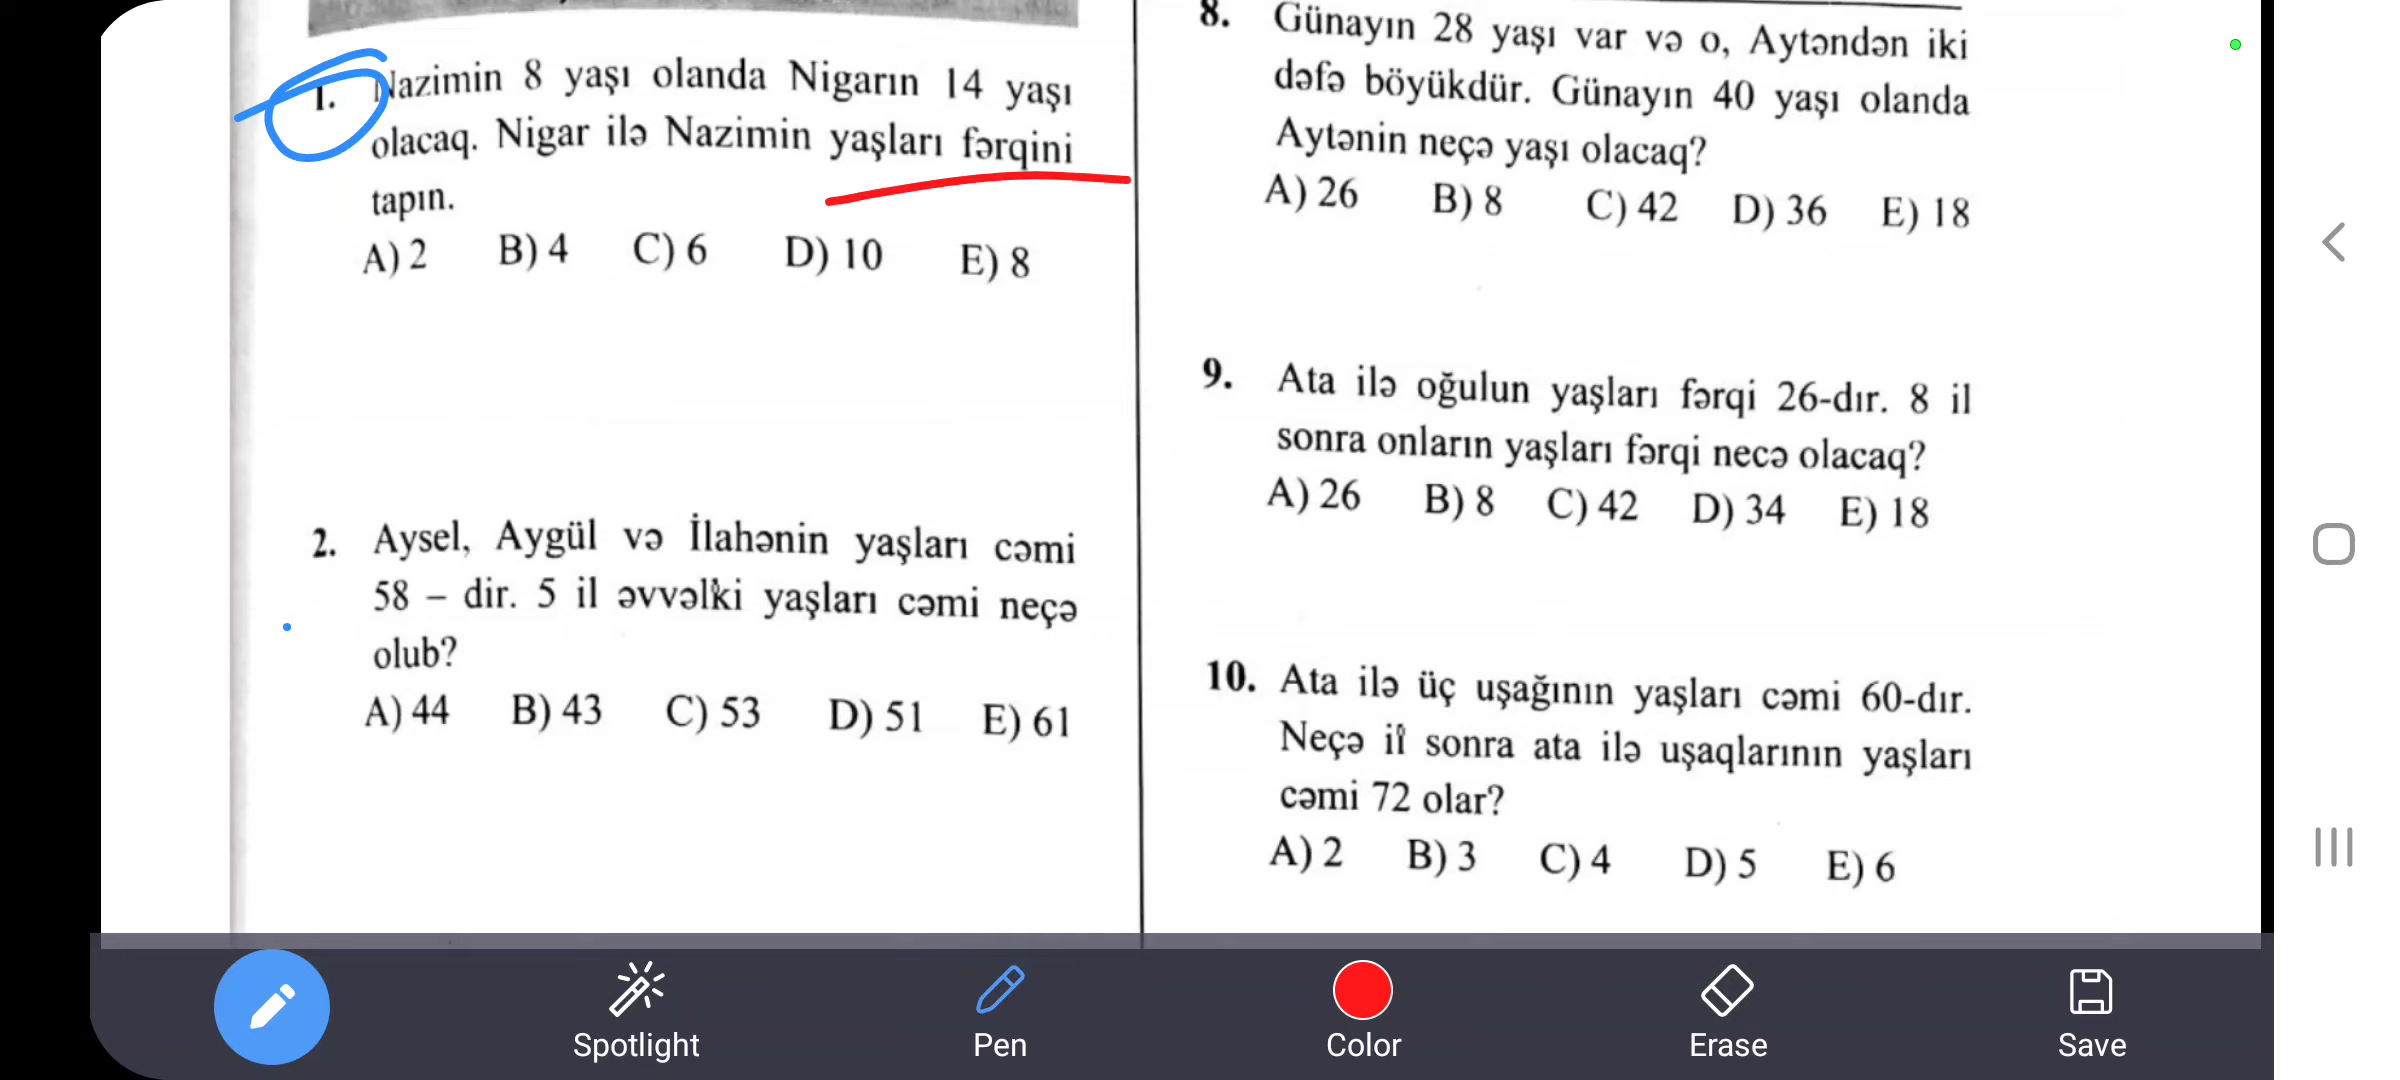 1. Nazimin 8 yaşı olanda Nigarın 14 yaşı
olacaq. Nigar ilə Nazimin yaşları fərqini
tapın.
A) 2 B) 4 C) 6 D) 10 E) 8
2. Aysel, Aygül və İlahənin yaşları cəmi
58 – dir. 5 il əvvəlki yaşları cəmi neçə
olub?
A) 44 B) 43 C) 53 D) 51 E) 61
8. Günayın 28 yaşı var və o, Aytəndən iki
dəfə böyükdür. Günayın 40 yaşı olanda
Aytənin neçə yaşı olacaq?
A) 26 B) 8 C) 42 D) 36 E) 18
9. Ata ilə oğulun yaşları fərqi 26-dır. 8 il
sonra onların yaşları fərqi necə olacaq?
A) 26 B) 8 C) 42 D) 34 E) 18
10. Ata ilə üç uşağının yaşları cəmi 60-dır.
Neçə il sonra ata ilə uşaqlarının yaşları
cəmi 72 olar?
A) 2 B) 3 C) 4 D) 5 E) 6
Spotlight Pen Color Erase Save